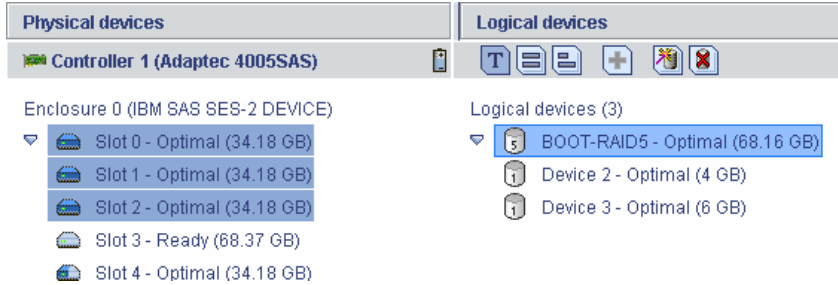 Physical devices
Controller 1 (Adaptec 4005SAS)
Enclosure 0 (IBM SAS SES-2 DEVICE)
Slot 0 - Optimal (34.18 GB)
Slot 1 - Optimal (34.18 GB)
Slot 2 - Optimal (34.18 GB)
Slot 3 - Ready (68.37 GB)
Slot 4 - Optimal (34.18 GB)
Logical devices
T
Logical devices (3)
5 BOOT-RAID5 - Optimal (68.16 GB)
1 Device 2 - Optimal (4 GB)
1 Device 3 - Optimal (6 GB)